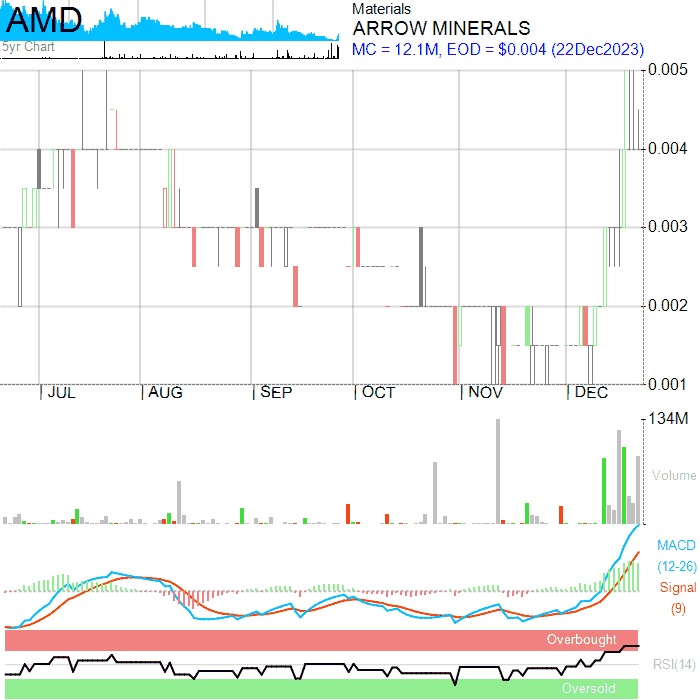 AMD
5yr Chart
Materials
ARROW MINERALS
MC = 12.1M, EOD = $0.004 (22Dec2023)
0.005
0.004
0.003
0.002
0.001
JUL AUG SEP OCT NOV DEC
134M
Volume
MACD
(12-26)
Signal
(9)
Overbought
RSI(14)
Oversold